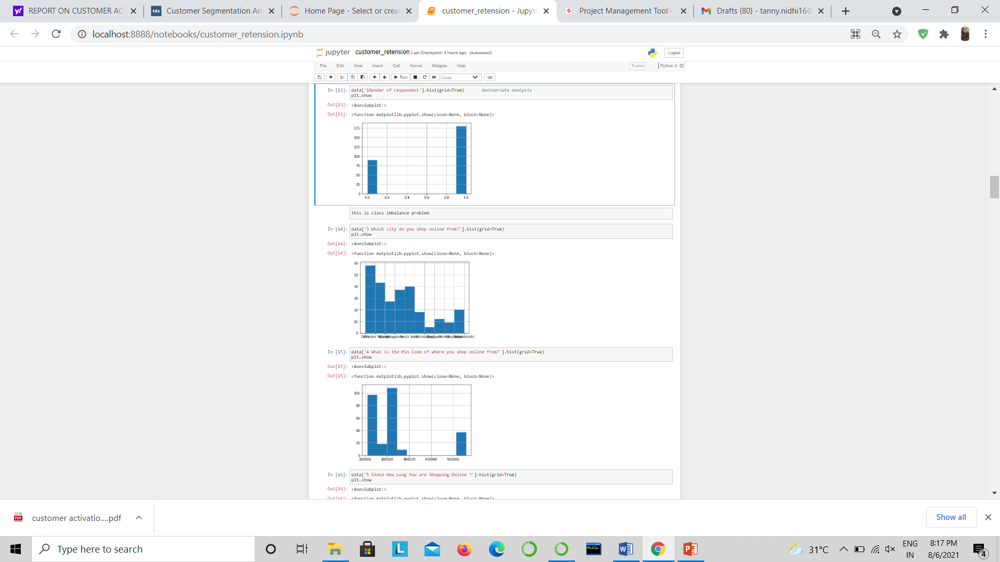 REPORT ON CUSTOMER AC
tds Customer Segmentation An
Home Page - Select or creat
customer_retension - Jupyte
Project Management Tool -
Drafts (80) - tanny.nidhi16@
localhost:8888/notebooks/customer_retension.ipynb
jupyter customer_retension Last Checkpoint: 4 hours ago (autosaved)
Logout
File Edit View Insert Cell Kernel Widgets Help
Trusted Python 3
Run Code
In [13]: data['1Gender of respondent'].hist(grid=True) #univariate analysis
plt.show
Out[13]: <AxesSubplot:>
Out[13]: <function matplotlib.pyplot.show(close=None, block=None)>
175
150
125
100
75
50
25
0
0.0 0.2 0.4 0.6 0.8 1.0
this is class imbalance problem
In [14]: data['3 Which city do you shop online from?'].hist(grid=True)
plt.show
Out[14]: <AxesSubplot:>
Out[14]: <function matplotlib.pyplot.show(close=None, block=None)>
60
50
40
30
20
10
0
In [15]: data['4 What is the Pin Code of where you shop online from?'].hist(grid=True)
plt.show
Out[15]: <AxesSubplot:>
Out[15]: <function matplotlib.pyplot.show(close=None, block=None)>
100
80
60
40
20
0
100000 200000 300000 400000 500000
In [16]: data['5 Since How Long You are Shopping Online ?'].hist(grid=True)
plt.show
Out[16]: <AxesSubplot:>
Out[16]: <function matplotlib.pyplot.show(close=None, block=None)>
PDF customer activatio....pdf
Show all
Type here to search
L
MySQL
31°C
ENG
IN
8:17 PM
8/6/2021
4